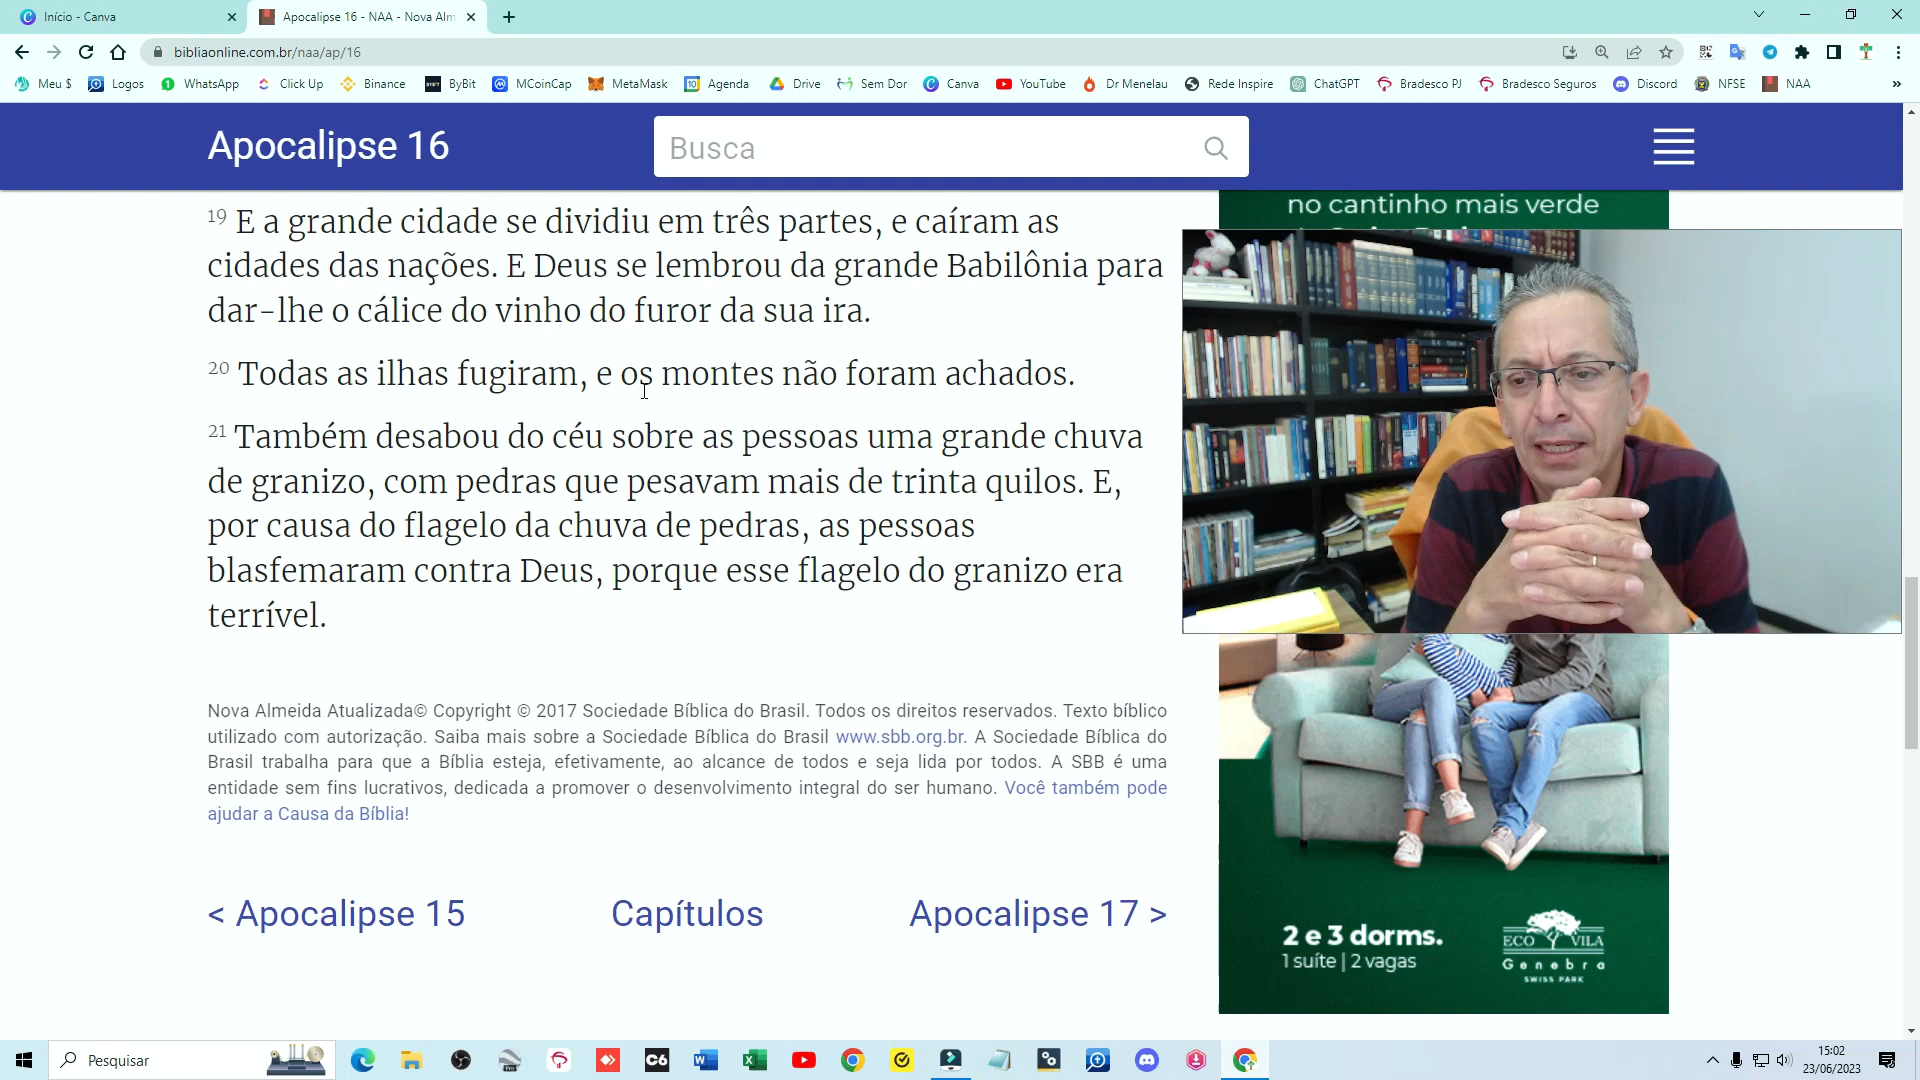 Início - Canva
Apocalipse 16 - NAA - Nova Alm
bibliaonline.com.br/naa/ap/16
Meu $
Logos
WhatsApp
Click Up
Binance
ByBit
MCoinCap
MetaMask
Agenda
Drive
Sem Dor
Canva
YouTube
Dr Menelau
Rede Inspire
ChatGPT
Bradesco PJ
Bradesco Seguros
Discord
NFSE
NAA
Apocalipse 16
Busca
no cantinho mais verde
19 E a grande cidade se dividiu em três partes, e caíram as
cidades das nações. E Deus se lembrou da grande Babilônia para
dar-lhe o cálice do vinho do furor da sua ira.
20 Todas as ilhas fugiram, e os montes não foram achados.
21 Também desabou do céu sobre as pessoas uma grande chuva
de granizo, com pedras que pesavam mais de trinta quilos. E,
por causa do flagelo da chuva de pedras, as pessoas
blasfemaram contra Deus, porque esse flagelo do granizo era
terrível.
Nova Almeida Atualizada© Copyright © 2017 Sociedade Bíblica do Brasil. Todos os direitos reservados. Texto bíblico
utilizado com autorização. Saiba mais sobre a Sociedade Bíblica do Brasil www.sbb.org.br. A Sociedade Bíblica do
Brasil trabalha para que a Bíblia esteja, efetivamente, ao alcance de todos e seja lida por todos. A SBB é uma
entidade sem fins lucrativos, dedicada a promover o desenvolvimento integral do ser humano. Você também pode
ajudar a Causa da Bíblia!
< Apocalipse 15
Capítulos
Apocalipse 17 >
2 e 3 dorms.
1 suíte | 2 vagas
ECO VILA
Genebra
SWISS PARK
Pesquisar
15:02
23/06/2023